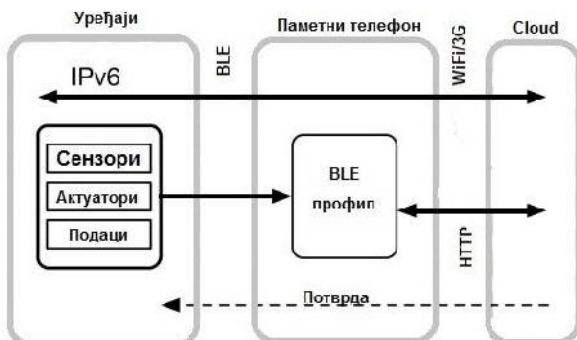 Уређаји
BLE
Паметни телефон
WiFi/3G
Cloud
IPv6
Сензори
Актуатори
Подаци
BLE
профил
HTTP
Потврда